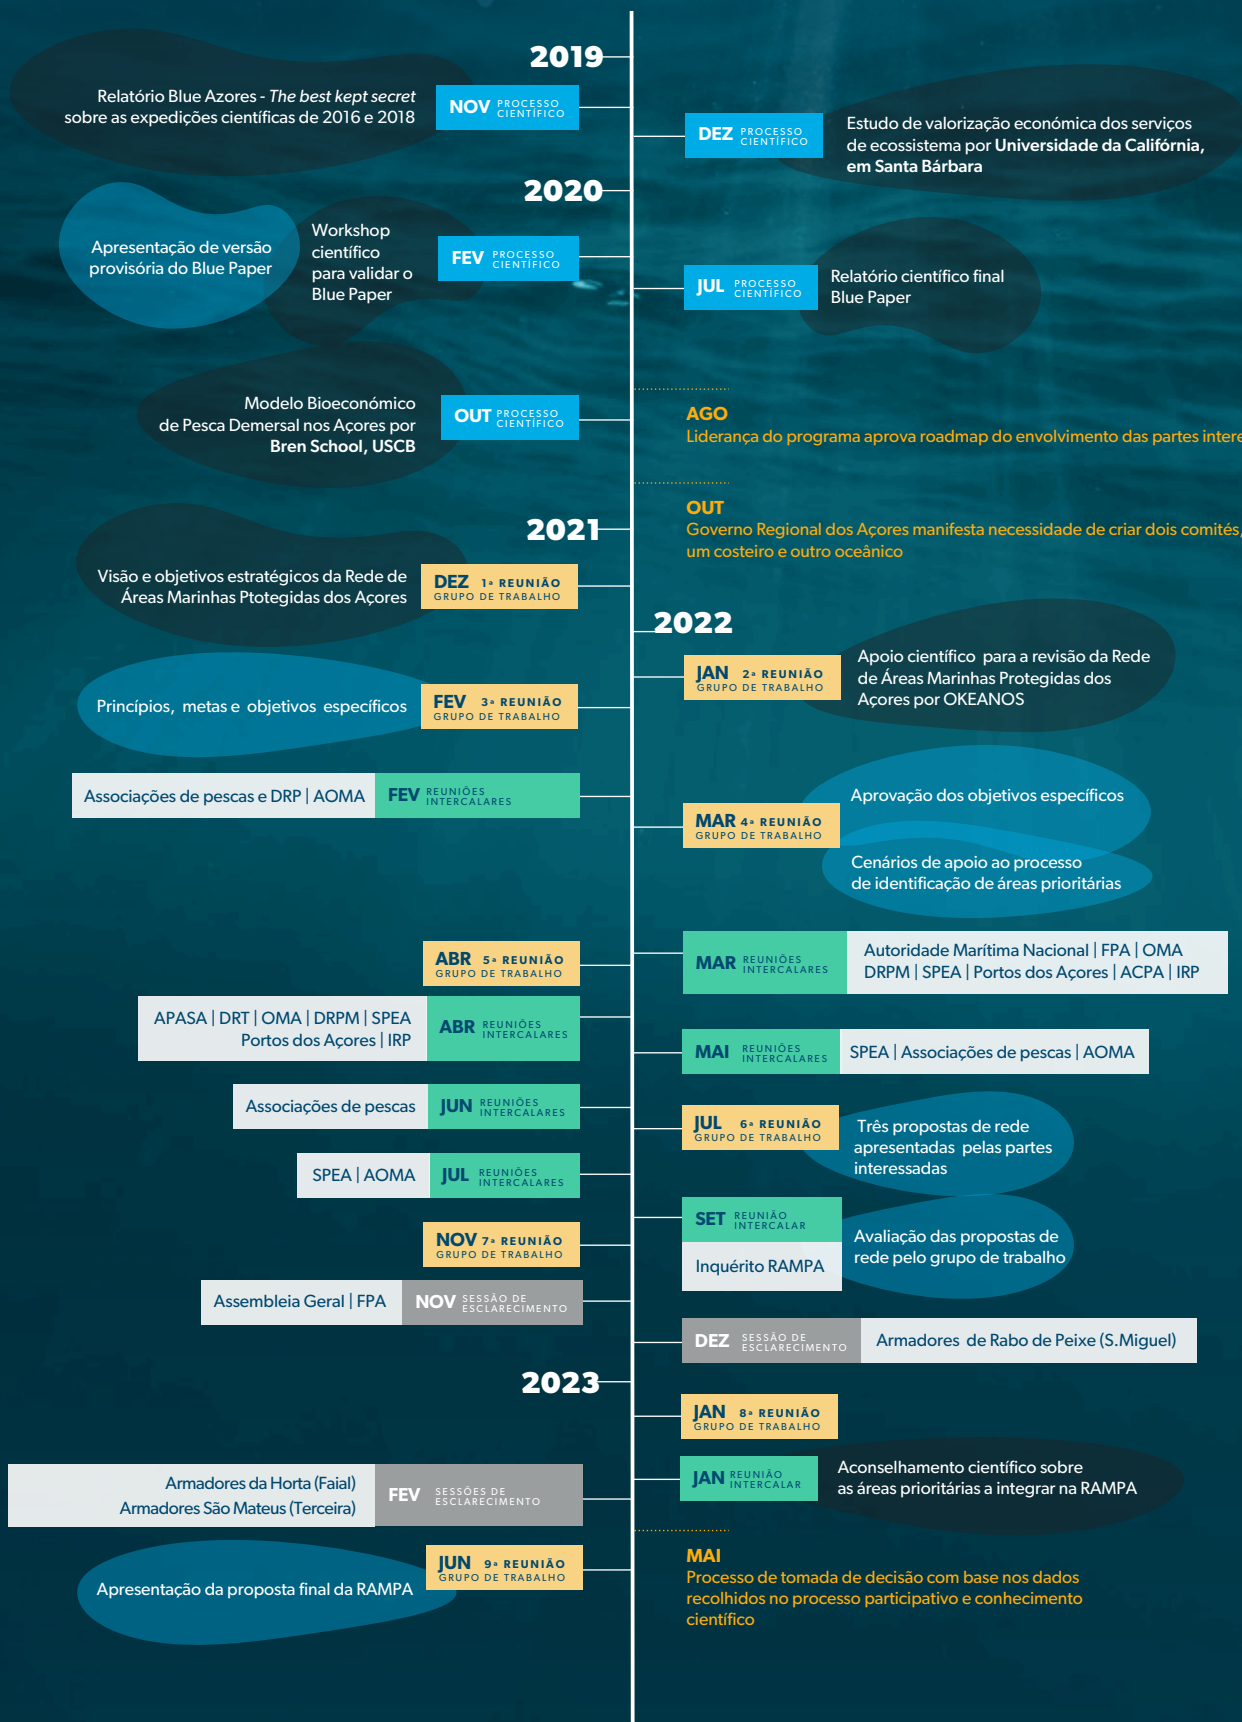 2019
NOV PROCESSO
CIENTÍFICO
Relatório Blue Azores - The best kept secret
sobre as expedições científicas de 2016 e 2018
DEZ PROCESSO
CIENTÍFICO
Estudo de valorização económica dos serviços
de ecossistema por Universidade da Califórnia,
em Santa Bárbara
2020
FEV PROCESSO
CIENTÍFICO
Workshop
científico
para validar o
Blue Paper
Apresentação de versão
provisória do Blue Paper
JUL PROCESSO
CIENTÍFICO
Relatório científico final
Blue Paper
OUT PROCESSO
CIENTÍFICO
Modelo Bioeconómico
de Pesca Demersal nos Açores por
Bren School, USCB
AGO
Liderança do programa aprova roadmap do envolvimento das partes intere
OUT
Governo Regional dos Açores manifesta necessidade de criar dois comités,
um costeiro e outro oceânico
2021
DEZ 1ª REUNIÃO
GRUPO DE TRABALHO
Visão e objetivos estratégicos da Rede de
Áreas Marinhas Ptotegidas dos Açores
2022
JAN 2ª REUNIÃO
GRUPO DE TRABALHO
Apoio científico para a revisão da Rede
de Áreas Marinhas Protegidas dos
Açores por OKEANOS
FEV 3ª REUNIÃO
GRUPO DE TRABALHO
Princípios, metas e objetivos específicos
FEV REUNIÕES
INTERCALARES
Associações de pescas e DRP | AOMA
MAR 4ª REUNIÃO
GRUPO DE TRABALHO
Aprovação dos objetivos específicos
Cenários de apoio ao processo
de identificação de áreas prioritárias
MAR REUNIÕES
INTERCALARES
Autoridade Marítima Nacional | FPA | OMA
DRPM | SPEA | Portos dos Açores | ACPA | IRP
ABR 5ª REUNIÃO
GRUPO DE TRABALHO
ABR REUNIÕES
INTERCALARES
APASA | DRT | OMA | DRPM | SPEA
Portos dos Açores | IRP
MAI REUNIÕES
INTERCALARES
SPEA | Associações de pescas | AOMA
JUN REUNIÕES
INTERCALARES
Associações de pescas
JUL 6ª REUNIÃO
GRUPO DE TRABALHO
Três propostas de rede
apresentadas pelas partes
interessadas
JUL REUNIÕES
INTERCALARES
SPEA | AOMA
SET REUNIÃO
INTERCALAR
Inquérito RAMPA
Avaliação das propostas de
rede pelo grupo de trabalho
NOV 7ª REUNIÃO
GRUPO DE TRABALHO
NOV SESSÃO DE
ESCLARECIMENTO
Assembleia Geral | FPA
DEZ SESSÃO DE
ESCLARECIMENTO
Armadores de Rabo de Peixe (S.Miguel)
2023
JAN 8ª REUNIÃO
GRUPO DE TRABALHO
JAN REUNIÃO
INTERCALAR
Aconselhamento científico sobre
as áreas prioritárias a integrar na RAMPA
FEV SESSÕES DE
ESCLARECIMENTO
Armadores da Horta (Faial)
Armadores São Mateus (Terceira)
MAI
Processo de tomada de decisão com base nos dados
recolhidos no processo participativo e conhecimento
científico
JUN 9ª REUNIÃO
GRUPO DE TRABALHO
Apresentação da proposta final da RAMPA